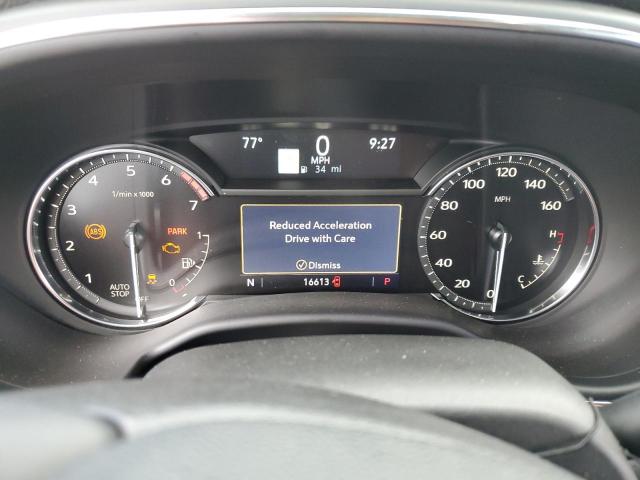 77° 0 9:27
MPH
34 mi
1 2 3 4 5 6 7
1/min x 1000
ABS
PARK
1
0
AUTO
STOP OFF
Reduced Acceleration
Drive with Care
Dismiss
N 16613 P
0 20 40 60 80 100 120 140 160
MPH
H
C